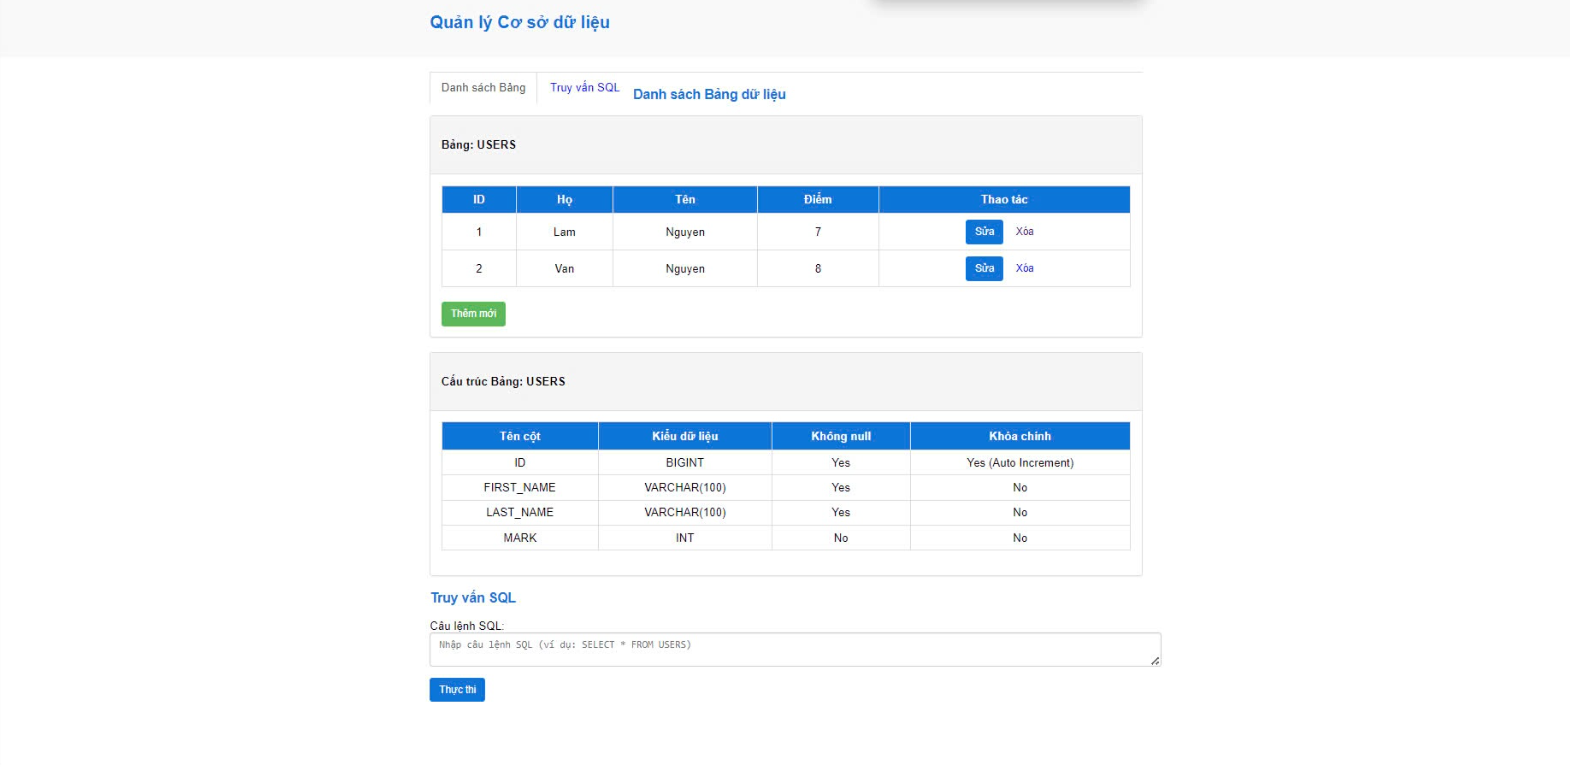 Quản lý Cơ sở dữ liệu
Danh sách Bảng Truy vấn SQL Danh sách Bảng dữ liệu
Bảng: USERS
ID Họ Tên Điểm Thao tác
1 Lam Nguyen 7 Sửa Xóa
2 Van Nguyen 8 Sửa Xóa
Thêm mới
Cấu trúc Bảng: USERS
Tên cột Kiểu dữ liệu Không null Khóa chính
ID BIGINT Yes Yes (Auto Increment)
FIRST_NAME VARCHAR(100) Yes No
LAST_NAME VARCHAR(100) Yes No
MARK INT No No
Truy vấn SQL
Câu lệnh SQL:
Nhập câu lệnh SQL (ví dụ: SELECT * FROM USERS)
Thực thi